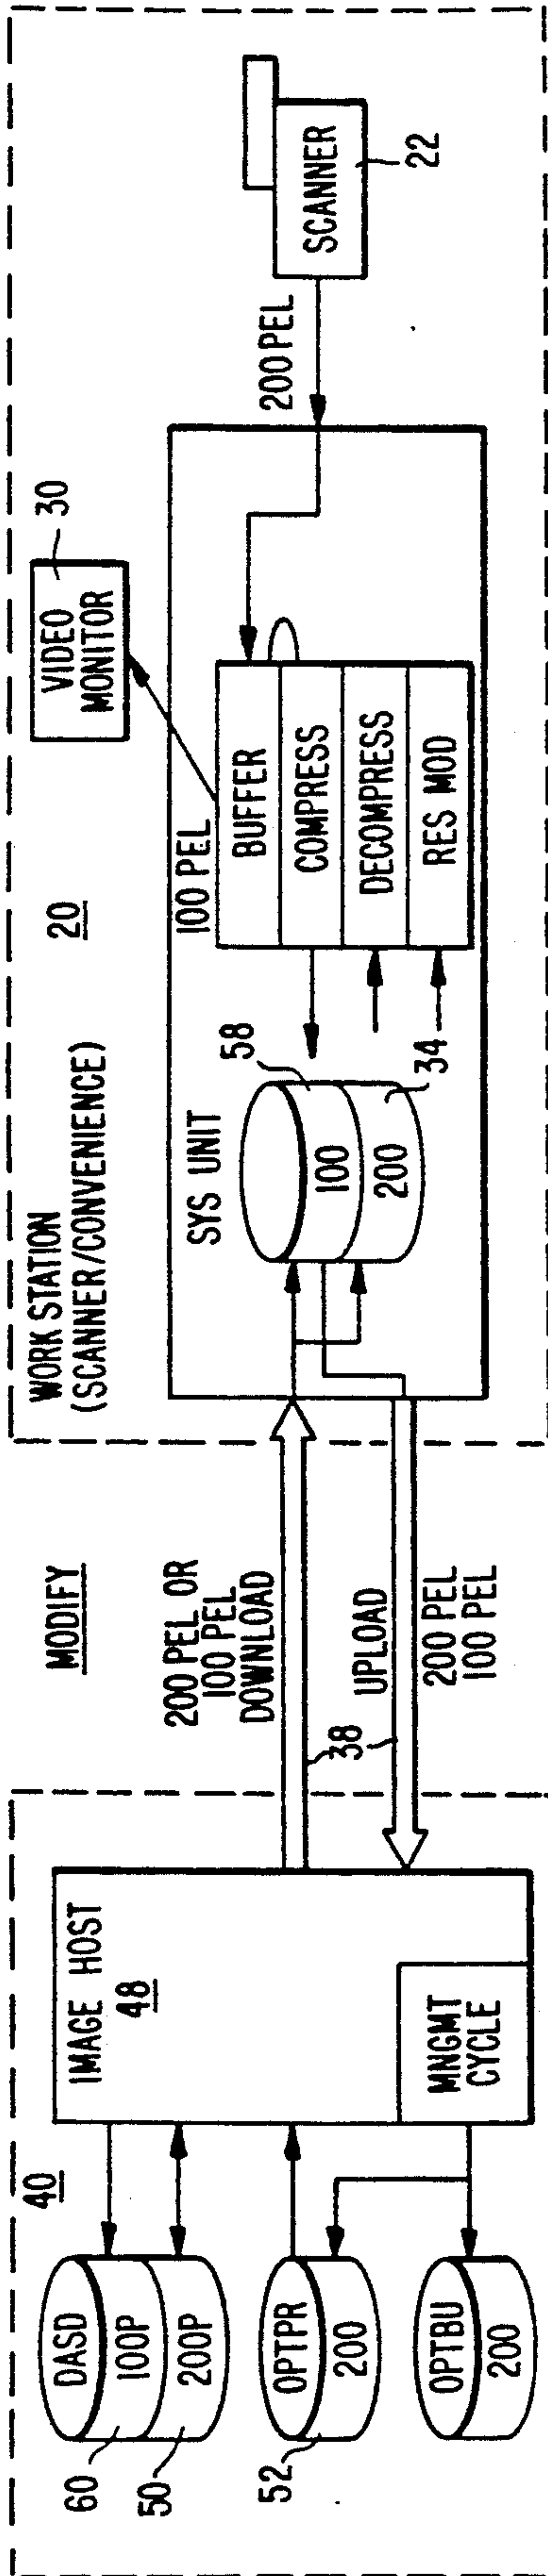 40
DASD
100P
200P
60
50
OPTPR
200
52
OPTBU
200
IMAGE HOST
48
MNGMT
CYCLE
MODIFY
200 PEL OR
100 PEL
DOWNLOAD
38
UPLOAD
200 PEL
100 PEL
WORK STATION
(SCANNER/CONVENIENCE)
20
SYS UNIT
58
100
200
34
100 PEL
BUFFER
COMPRESS
DECOMPRESS
RES MOD
VIDEO
MONITOR
30
200 PEL
SCANNER
22